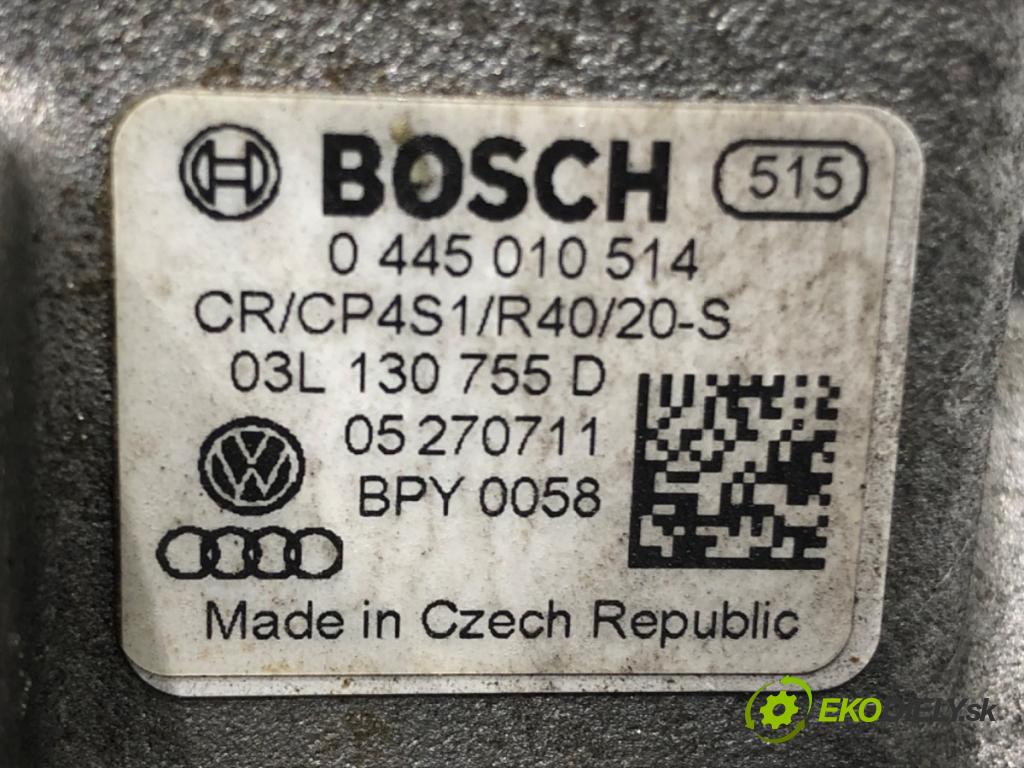 BOSCH 515
0 445 010 514
CR/CP4S1/R40/20-S
03L 130 755 D
05 270711
BPY 0058
Made in Czech Republic
EKODIELY.sk